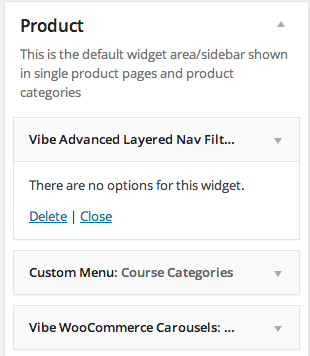 Product
This is the default widget area/sidebar shown
in single product pages and product
categories
Vibe Advanced Layered Nav Filt...
There are no options for this widget.
Delete | Close
Custom Menu: Course Categories
Vibe WooCommerce Carousels: ...